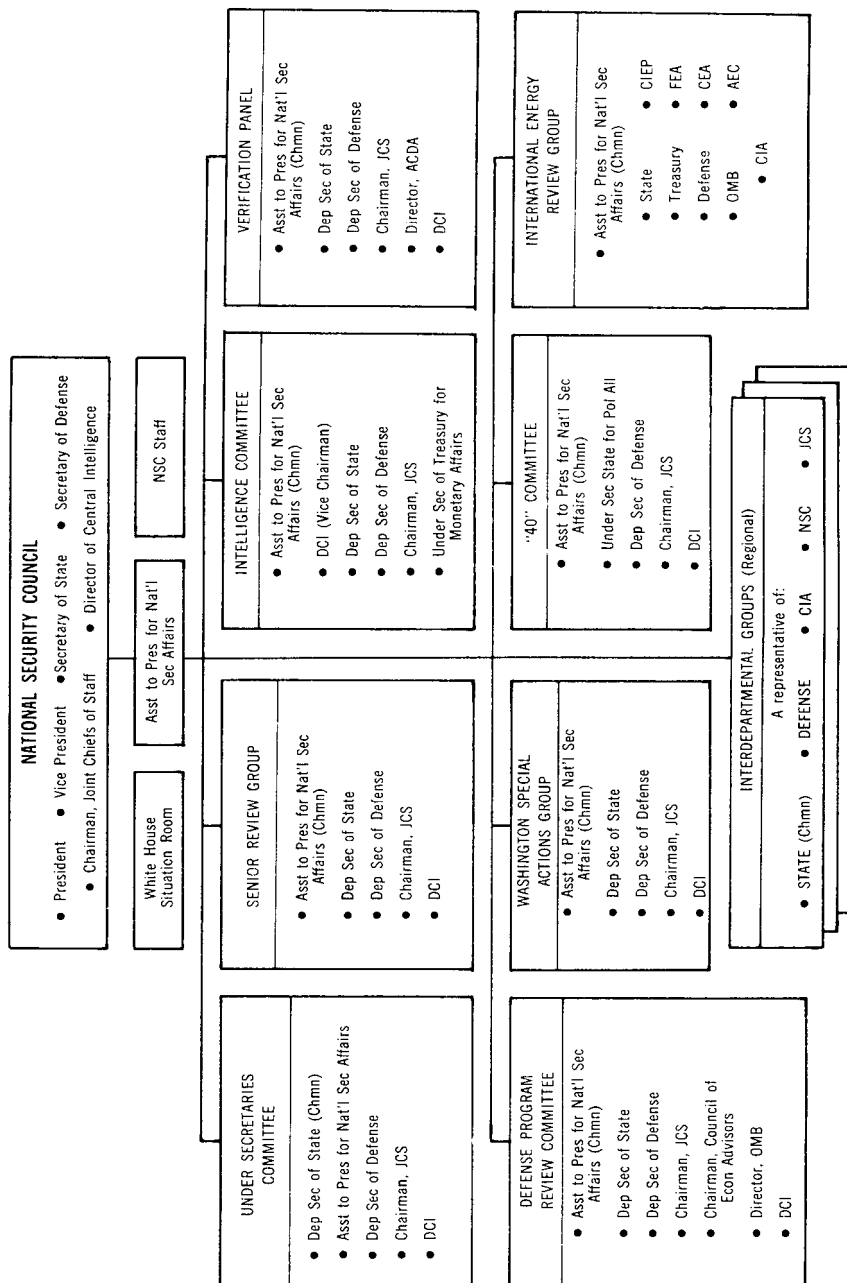 NATIONAL SECURITY COUNCIL
• President • Vice President • Secretary of State • Secretary of Defense
• Chairman, Joint Chiefs of Staff • Director of Central Intelligence
White House
Situation Room
Asst to Pres for Nat'l
Sec Affairs
NSC Staff
UNDER SECRETARIES
COMMITTEE
• Dep Sec of State (Chmn)
• Asst to Pres for Nat'l Sec Affairs
• Dep Sec of Defense
• Chairman, JCS
• DCI
SENIOR REVIEW GROUP
• Asst to Pres for Nat'l Sec
Affairs (Chmn)
• Dep Sec of State
• Dep Sec of Defense
• Chairman, JCS
• DCI
INTELLIGENCE COMMITTEE
• Asst to Pres for Nat'l Sec
Affairs (Chmn)
• DCI (Vice Chairman)
• Dep Sec of State
• Dep Sec of Defense
• Chairman, JCS
• Under Sec of Treasury for
Monetary Affairs
VERIFICATION PANEL
• Asst to Pres for Nat'l Sec
Affairs (Chmn)
• Dep Sec of State
• Dep Sec of Defense
• Chairman, JCS
• Director, ACDA
• DCI
DEFENSE PROGRAM
REVIEW COMMITTEE
• Asst to Pres for Nat'l Sec
Affairs (Chmn)
• Dep Sec of State
• Dep Sec of Defense
• Chairman, JCS
• Chairman, Council of
Econ Advisors
• Director, OMB
• DCI
WASHINGTON SPECIAL
ACTIONS GROUP
• Asst to Pres for Nat'l Sec
Affairs (Chmn)
• Dep Sec of State
• Dep Sec of Defense
• Chairman, JCS
• DCI
"40" COMMITTEE
• Asst to Pres for Nat'l Sec
Affairs (Chmn)
• Under Sec State for Pol All
• Dep Sec of Defense
• Chairman, JCS
• DCI
INTERNATIONAL ENERGY
REVIEW GROUP
• Asst to Pres for Nat'l Sec
Affairs (Chmn)
• State • CIEP
• Treasury • FEA
• Defense • CEA
• OMB • AEC
• CIA
INTERDEPARTMENTAL GROUPS (Regional)
A representative of:
• STATE (Chmn) • DEFENSE • CIA • NSC • JCS